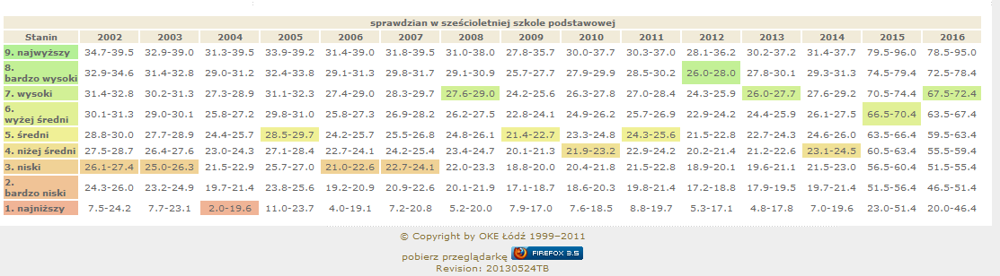 sprawdzian w sześcioletniej szkole podstawowej
Stanin 2002 2003 2004 2005 2006 2007 2008 2009 2010 2011 2012 2013 2014 2015 2016
9. najwyższy 34.7-39.5 32.9-39.0 31.3-39.5 33.9-39.2 31.4-39.0 31.8-39.5 31.0-38.0 27.8-35.7 30.0-37.7 30.3-37.0 28.1-36.2 30.2-37.2 31.4-37.7 79.5-96.0 78.5-95.0
8.
bardzo wysoki 32.9-34.6 31.4-32.8 29.0-31.2 32.4-33.8 29.1-31.3 29.8-31.7 29.1-30.9 25.7-27.7 27.9-29.9 28.5-30.2 26.0-28.0 27.8-30.1 29.3-31.3 74.5-79.4 72.5-78.4
7. wysoki 31.4-32.8 30.2-31.3 27.3-28.9 31.1-32.3 27.4-29.0 28.3-29.7 27.6-29.0 24.2-25.6 26.3-27.8 27.0-28.4 24.3-25.9 26.0-27.7 27.6-29.2 70.5-74.4 67.5-72.4
6.
wyżej średni 30.1-31.3 29.0-30.1 25.8-27.2 29.8-31.0 25.8-27.3 26.9-28.2 26.2-27.5 22.8-24.1 24.9-26.2 25.7-26.9 22.9-24.2 24.4-25.9 26.1-27.5 66.5-70.4 63.5-67.4
5. średni 28.8-30.0 27.7-28.9 24.4-25.7 28.5-29.7 24.2-25.7 25.5-26.8 24.8-26.1 21.4-22.7 23.3-24.8 24.3-25.6 21.5-22.8 22.7-24.3 24.6-26.0 63.5-66.4 59.5-63.4
4. niżej średni 27.5-28.7 26.4-27.6 23.0-24.3 27.1-28.4 22.7-24.1 24.2-25.4 23.4-24.7 20.1-21.3 21.9-23.2 22.9-24.2 20.2-21.4 21.2-22.6 23.1-24.5 60.5-63.4 55.5-59.4
3. niski 26.1-27.4 25.0-26.3 21.5-22.9 25.7-27.0 21.0-22.6 22.7-24.1 22.0-23.3 18.8-20.0 20.4-21.8 21.5-22.8 18.9-20.1 19.6-21.1 21.5-23.0 56.5-60.4 51.5-55.4
2.
bardzo niski 24.3-26.0 23.2-24.9 19.7-21.4 23.8-25.6 19.2-20.9 20.9-22.6 20.1-21.9 17.1-18.7 18.6-20.3 19.8-21.4 17.2-18.8 17.9-19.5 19.7-21.4 51.5-56.4 46.5-51.4
1. najniższy 7.5-24.2 7.7-23.1 2.0-19.6 11.0-23.7 4.0-19.1 7.2-20.8 5.2-20.0 7.9-17.0 7.6-18.5 8.8-19.7 5.3-17.1 4.8-17.8 7.0-19.6 23.0-51.4 20.0-46.4
© Copyright by OKE Łódź 1999–2011
pobierz przeglądarkę FIREFOX 3.5
Revision: 20130524TB